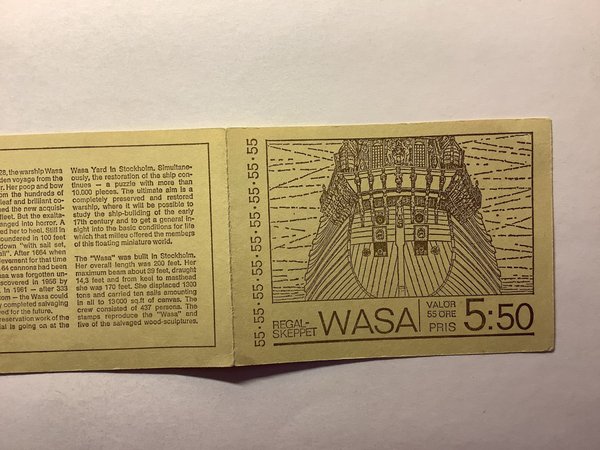 28, the warship Wasa
den voyage from the
r. Her poop and bow
n the hundreds of
leaf and brilliant co-
d the new acquisi-
fleet. But the exalta-
anged into horror. A
ed her to heel. Still in
oundered in 100 feet
down "with sail set,
all". After 1664 when
ievement for that time
64 cannons had been
asa was forgotten un-
scovered in 1956 by
in 1961 — after 333
om — the Wasa could
y completed salvaging
ved for the future.
reservation work of the
ial is going on at the
Wasa Yard in Stockholm. Simultane-
ously, the restoration of the ship con-
tinues — a puzzle with more than
10.000 pieces. The ultimate aim is a
completely preserved and restored
warship, where it will be possible to
study the ship-building of the early
17th century and to get a general in-
sight into the basic conditions for life
which that milieu offered the members
of this floating miniature world.
The "Wasa" was built in Stockholm.
Her overall length was 200 feet. Her
maximum beam about 39 feet, draught
14,3 feet and from keel to masthead
she was 170 feet. She displaced 1300
tons and carried ten sails amounting
in all to 13000 sq.ft of canvas. The
crew consisted of 437 persons. The
stamps reproduce the "Wasa" and
five of the salvaged wood-sculptures.
55·55·55·55·55·55·55·55·55·55
REGAL-
SKEPPET
WASA
VALÖR
55 ÖRE
PRIS
5:50